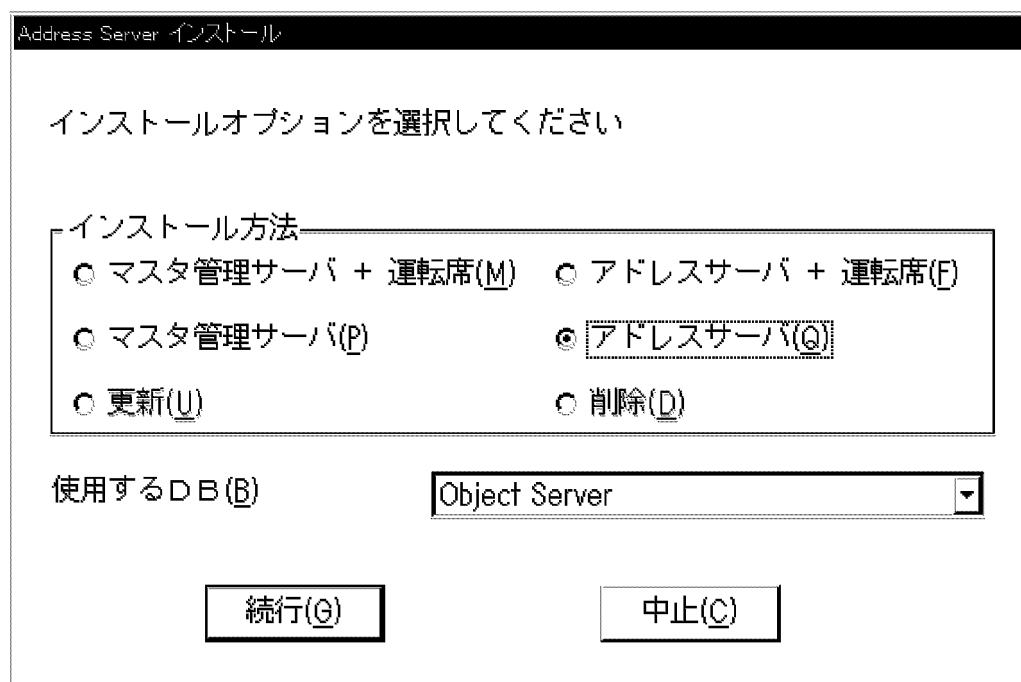 Address Server インストール
インストールオプションを選択してください
インストール方法
マスタ管理サーバ + 運転席(M) アドレスサーバ + 運転席(F)
マスタ管理サーバ(P) アドレスサーバ(Q)
更新(U) 削除(D)
使用するDB(B) Object Server
続行(G) 中止(C)